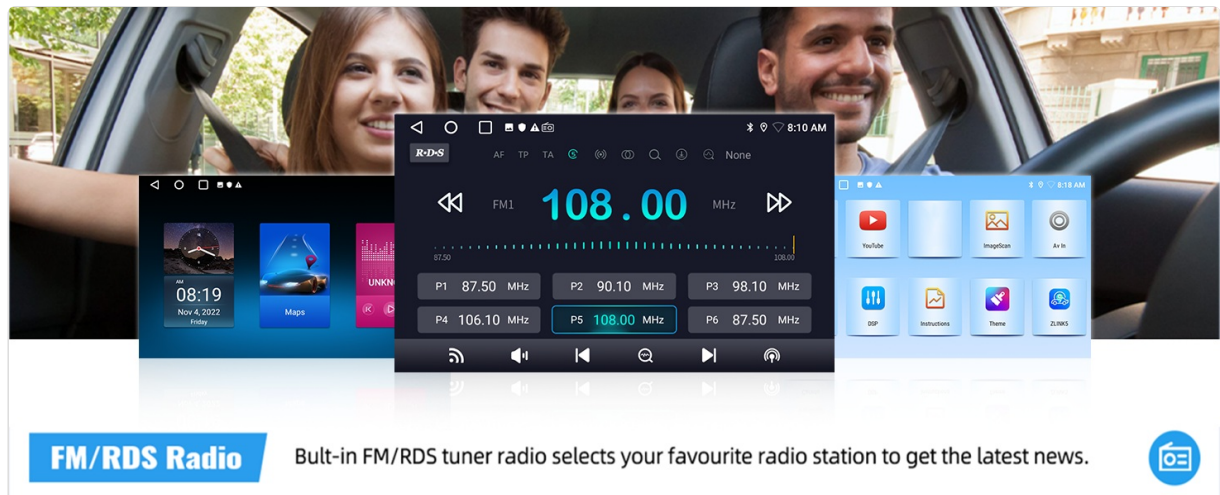 8:10 AM
R·D·S AF TP TA None
FM1 108.00 MHz
87.50 108.00
P1 87.50 MHz P2 90.10 MHz P3 98.10 MHz
P4 106.10 MHz P5 108.00 MHz P6 87.50 MHz
AM
08:19
Nov 4, 2022
Friday
Maps
UNKN
8:18 AM
YouTube ImageScan Av In
DSP Instructions Theme ZLINK5
FM/RDS Radio
Bult-in FM/RDS tuner radio selects your favourite radio station to get the latest news.